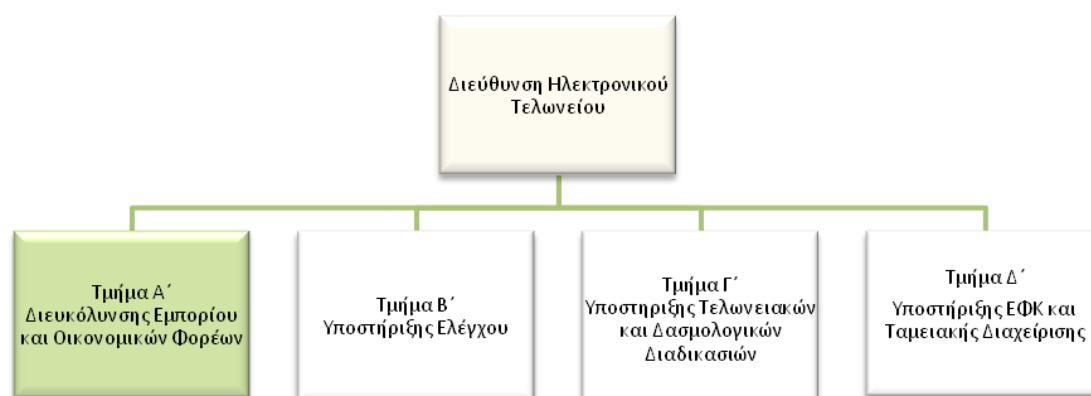 Διεύθυνση Ηλεκτρονικού
Τελωνείου
Τμήμα Α΄
Διευκόλυνσης Εμπορίου
και Οικονομικών Φορέων
Τμήμα Β΄
Υποστήριξης Ελέγχου
Τμήμα Γ΄
Υποστηριξης Τελωνειακών
και Δασμολογικών
Διαδικασιών
Τμήμα Δ΄
Υποστήριξης ΕΦΚ και
Ταμειακής Διαχείρισης